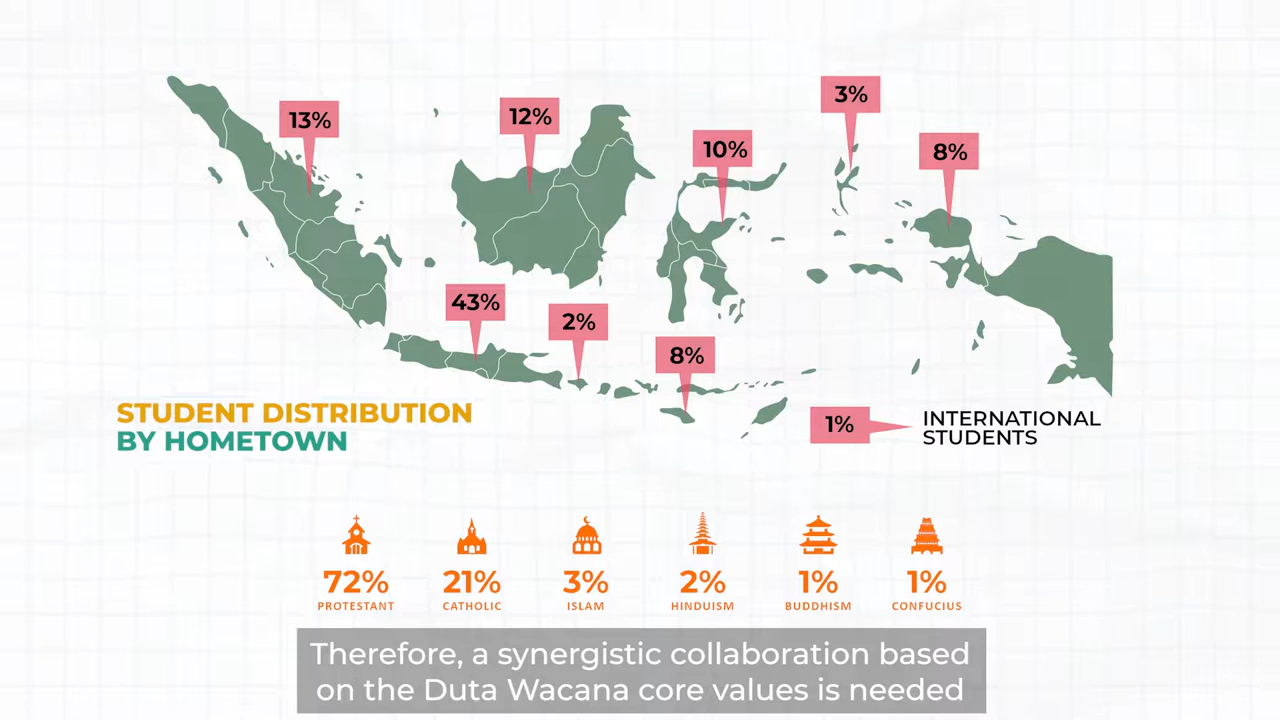 3%
13%
12%
10%
8%
43%
2%
8%
STUDENT DISTRIBUTION
BY HOMETOWN
1%
INTERNATIONAL
STUDENTS
72%
21%
3%
2%
1%
1%
PROTESTANT
CATHOLIC
ISLAM
HINDUISM
BUDDHISM
CONFUCIUS
Therefore, a synergistic collaboration based
on the Duta Wacana core values is needed